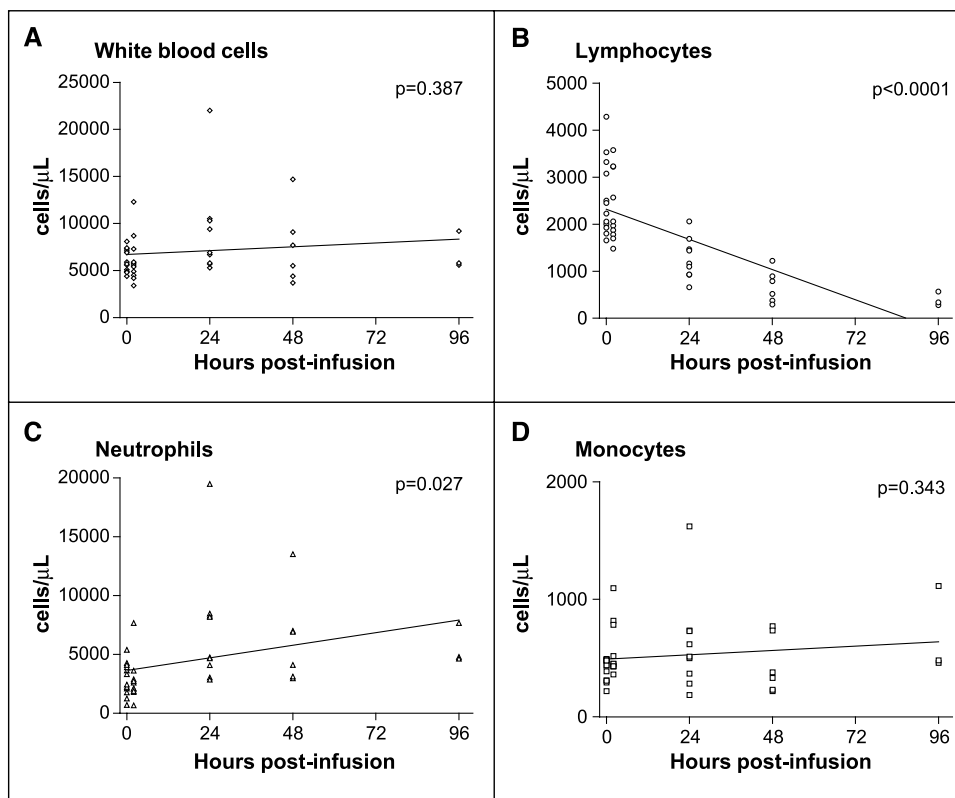 A
White blood cells
p=0.387
25000
20000
15000
10000
5000
0
cells/μL
0 24 48 72 96
Hours post-infusion
B
Lymphocytes
p<0.0001
5000
4000
3000
2000
1000
0
cells/μL
0 24 48 72 96
Hours post-infusion
C
Neutrophils
p=0.027
20000
15000
10000
5000
0
cells/μL
0 24 48 72 96
Hours post-infusion
D
Monocytes
p=0.343
2000
1000
0
cells/μL
0 24 48 72 96
Hours post-infusion